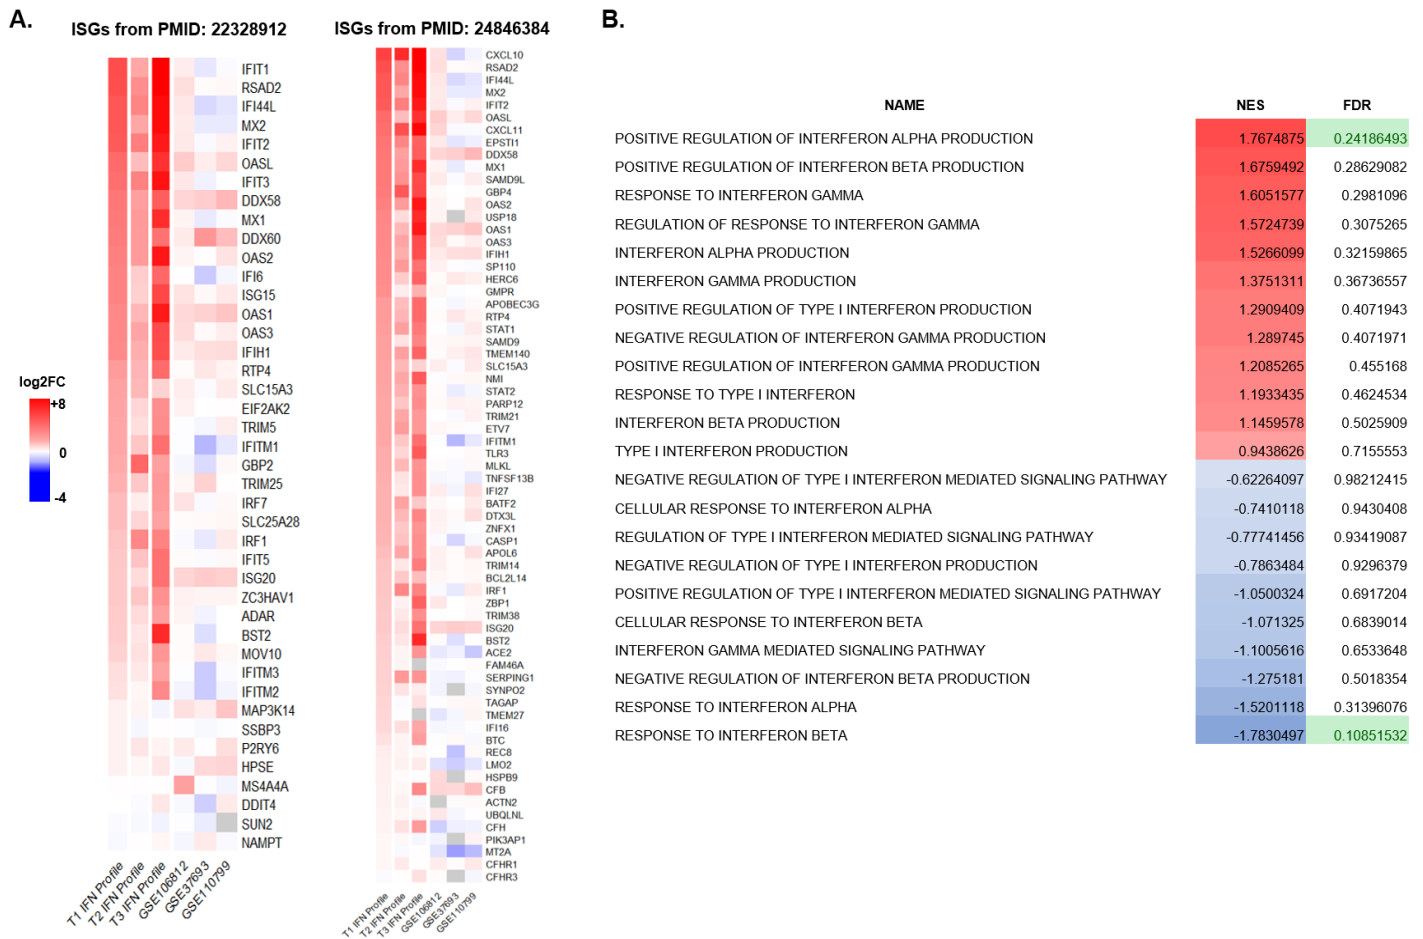 A.
ISGs from PMID: 22328912
IFIT1
RSAD2
IFI44L
MX2
IFIT2
OASL
IFIT3
DDX58
MX1
DDX60
OAS2
IFI6
ISG15
OAS1
OAS3
IFIH1
RTP4
SLC15A3
EIF2AK2
TRIM5
IFITM1
GBP2
TRIM25
IRF7
SLC25A28
IRF1
IFIT5
ISG20
ZC3HAV1
ADAR
BST2
MOV10
IFITM3
IFITM2
MAP3K14
SSBP3
P2RY6
HPSE
MS4A4A
DDIT4
SUN2
NAMPT
log2FC
+8
0
-4
T1 IFN Profile
T2 IFN Profile
T3 IFN Profile
GSE106812
GSE37693
GSE110799
ISGs from PMID: 24846384
CXCL10
RSAD2
IFI44L
MX2
IFIT2
OASL
CXCL11
EPSTI1
DDX58
MX1
SAMD9L
GBP4
OAS2
USP18
OAS1
OAS3
IFIH1
SP110
HERC6
GMPR
APOBEC3G
RTP4
STAT1
SAMD9
TMEM140
SLC15A3
NMI
STAT2
PARP12
TRIM21
ETV7
IFITM1
TLR3
MLKL
TNFSF13B
IFI27
BATF2
DTX3L
ZNFX1
CASP1
APOL6
TRIM14
BCL2L14
IRF1
ZBP1
TRIM38
ISG20
BST2
ACE2
FAM46A
SERPING1
SYNPO2
TAGAP
TMEM27
IFI16
BTC
REC8
LMO2
HSPB9
CFB
ACTN2
UBQLNL
CFH
PIK3AP1
MT2A
CFHR1
CFHR3
T1 IFN Profile
T2 IFN Profile
T3 IFN Profile
GSE106812
GSE37693
GSE110799
B.
NAME NES FDR
POSITIVE REGULATION OF INTERFERON ALPHA PRODUCTION 1.7674875 0.24186493
POSITIVE REGULATION OF INTERFERON BETA PRODUCTION 1.6759492 0.28629082
RESPONSE TO INTERFERON GAMMA 1.6051577 0.2981096
REGULATION OF RESPONSE TO INTERFERON GAMMA 1.5724739 0.3075265
INTERFERON ALPHA PRODUCTION 1.5266099 0.32159865
INTERFERON GAMMA PRODUCTION 1.3751311 0.36736557
POSITIVE REGULATION OF TYPE I INTERFERON PRODUCTION 1.2909409 0.4071943
NEGATIVE REGULATION OF INTERFERON GAMMA PRODUCTION 1.289745 0.4071971
POSITIVE REGULATION OF INTERFERON GAMMA PRODUCTION 1.2085265 0.455168
RESPONSE TO TYPE I INTERFERON 1.1933435 0.4624534
INTERFERON BETA PRODUCTION 1.1459578 0.5025909
TYPE I INTERFERON PRODUCTION 0.9438626 0.7155553
NEGATIVE REGULATION OF TYPE I INTERFERON MEDIATED SIGNALING PATHWAY -0.62264097 0.98212415
CELLULAR RESPONSE TO INTERFERON ALPHA -0.7410118 0.9430408
REGULATION OF TYPE I INTERFERON MEDIATED SIGNALING PATHWAY -0.77741456 0.93419087
NEGATIVE REGULATION OF TYPE I INTERFERON PRODUCTION -0.7863484 0.9296379
POSITIVE REGULATION OF TYPE I INTERFERON MEDIATED SIGNALING PATHWAY -1.0500324 0.6917204
CELLULAR RESPONSE TO INTERFERON BETA -1.071325 0.6839014
INTERFERON GAMMA MEDIATED SIGNALING PATHWAY -1.1005616 0.6533648
NEGATIVE REGULATION OF INTERFERON BETA PRODUCTION -1.275181 0.5018354
RESPONSE TO INTERFERON ALPHA -1.5201118 0.31396076
RESPONSE TO INTERFERON BETA -1.7830497 0.10851532